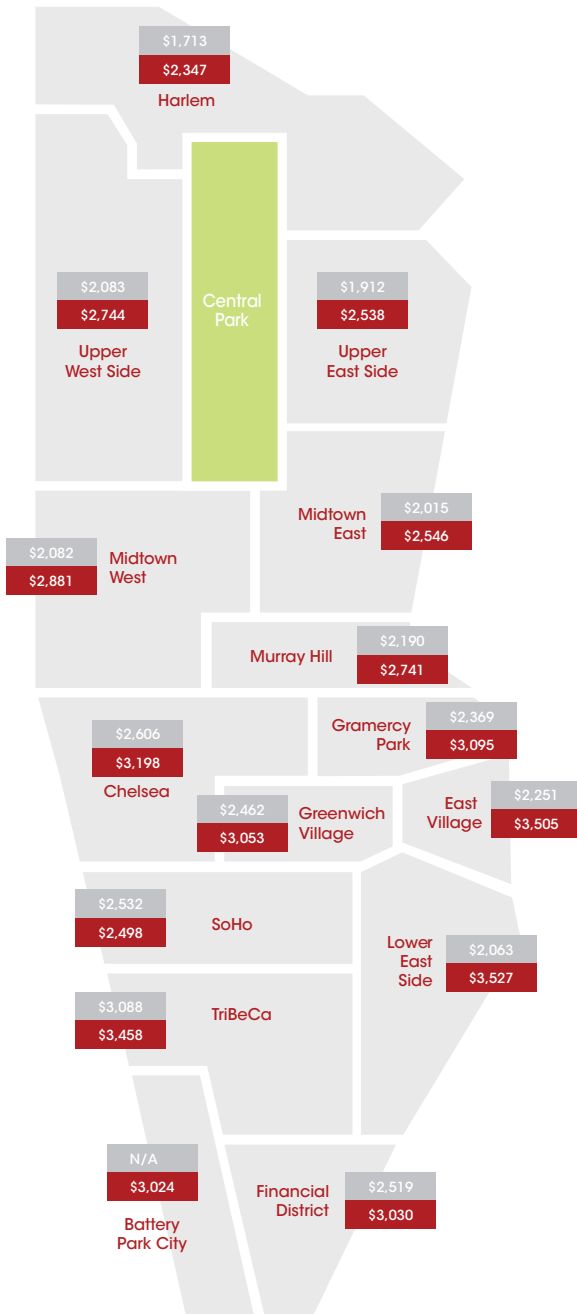 $1,713
$2,347
Harlem
$2,083
$2,744
Upper
West Side
Central
Park
$1,912
$2,538
Upper
East Side
Midtown
East
$2,015
$2,546
$2,082
$2,881
Midtown
West
Murray Hill
$2,190
$2,741
Gramercy
Park
$2,369
$3,095
$2,606
$3,198
Chelsea
$2,462
$3,053
Greenwich
Village
East
Village
$2,251
$3,505
$2,532
$2,498
SoHo
Lower
East
Side
$2,063
$3,527
$3,088
$3,458
TriBeCa
N/A
$3,024
Battery
Park City
Financial
District
$2,519
$3,030